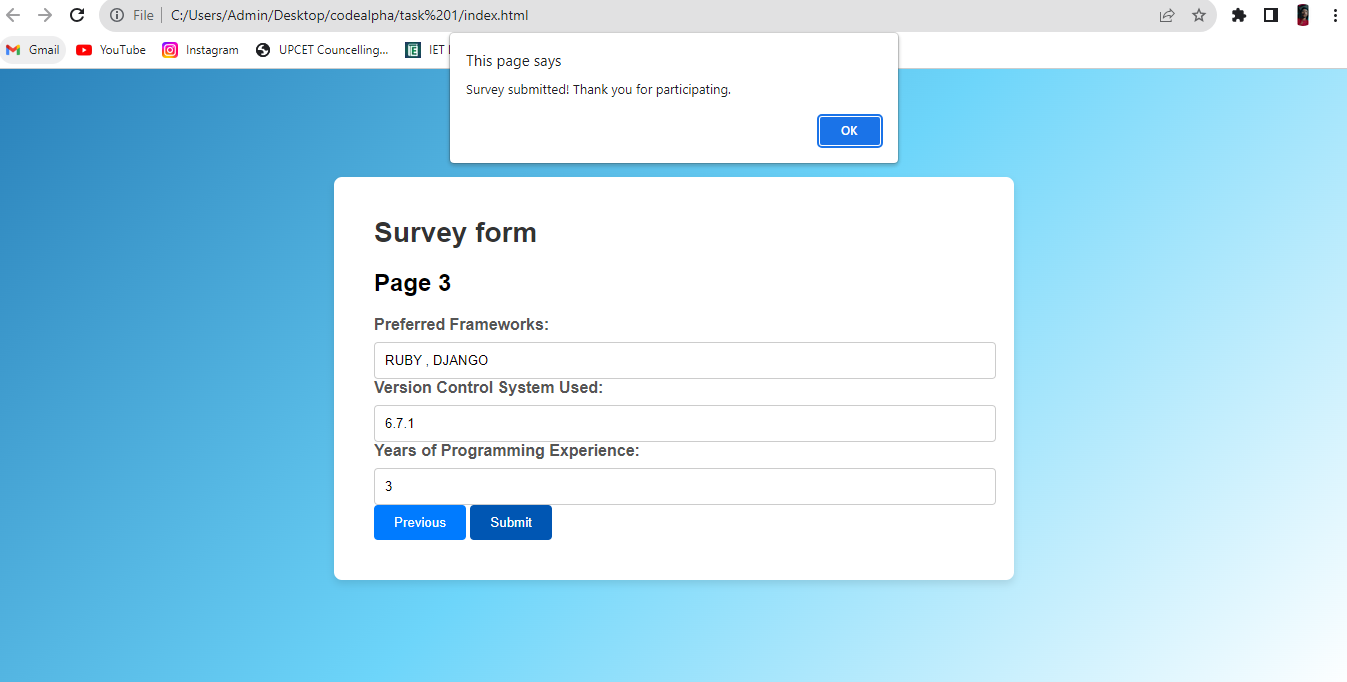 File C:/Users/Admin/Desktop/codealpha/task%201/index.html
Gmail YouTube Instagram UPCET Councelling... IET
This page says
Survey submitted! Thank you for participating.
OK
Survey form
Page 3
Preferred Frameworks:
RUBY , DJANGO
Version Control System Used:
6.7.1
Years of Programming Experience:
3
Previous Submit